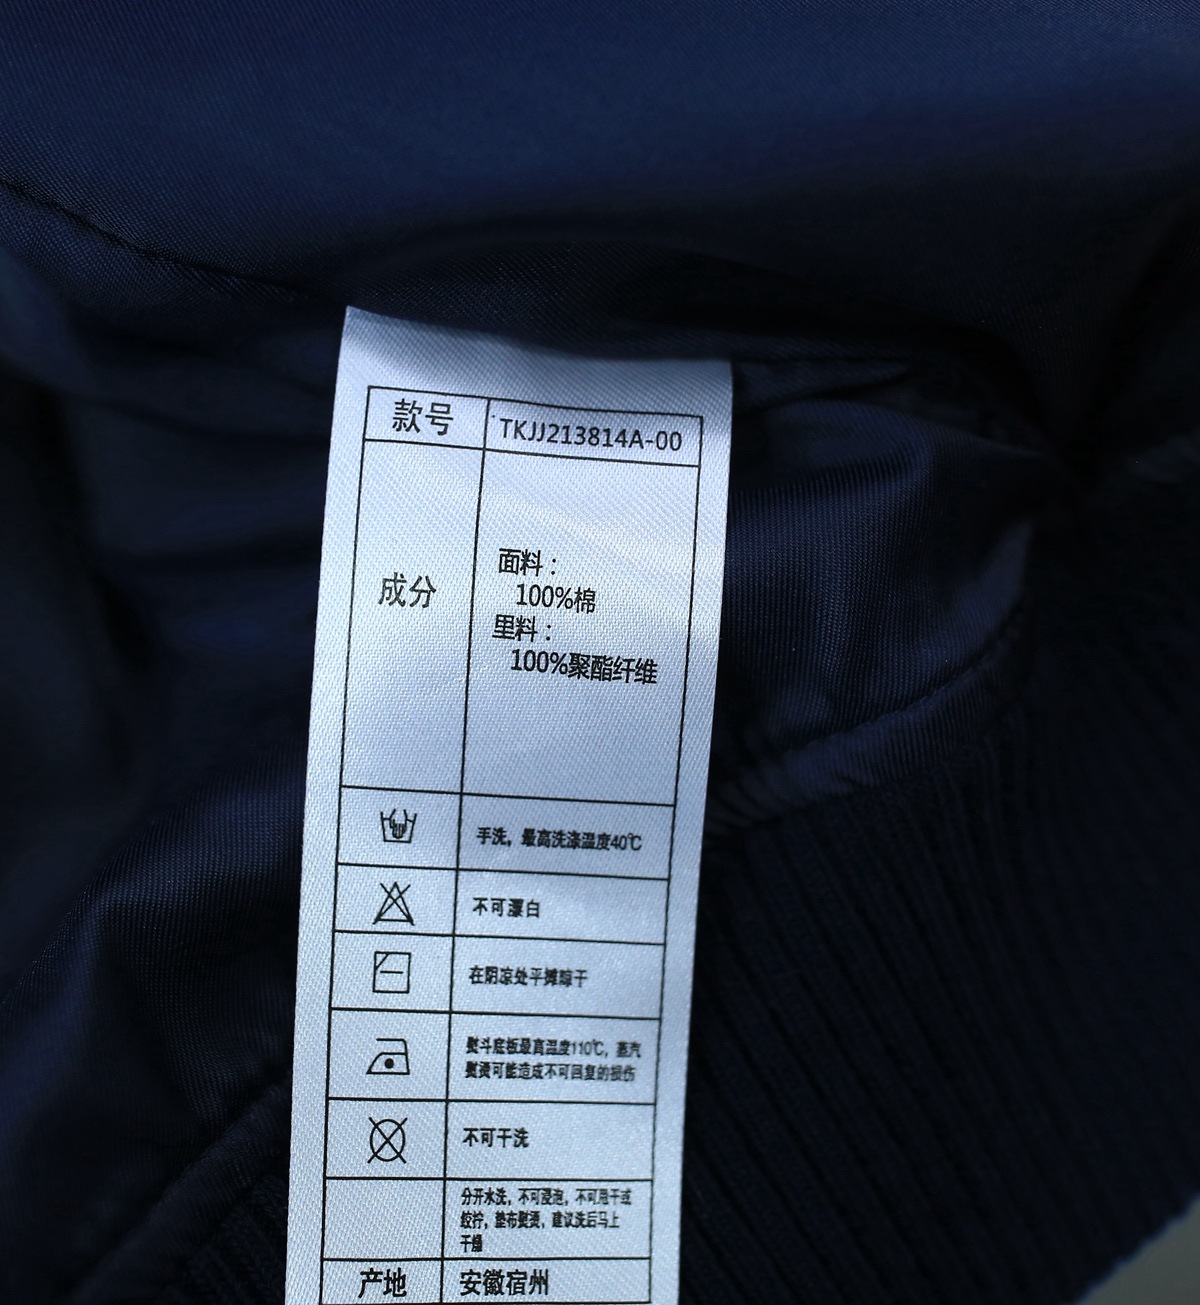 款号 TKJJ213814A-00
成分
面料：
100%棉
里料：
100%聚酯纤维
手洗，最高洗涤温度40℃
不可漂白
在阴凉处平摊晾干
熨斗底板最高温度110℃，蒸汽
熨烫可能造成不可回复的损伤
不可干洗
分开水洗，不可浸泡，不可甩干或
绞拧，垫布熨烫，建议洗后马上
干燥
产地 安徽宿州